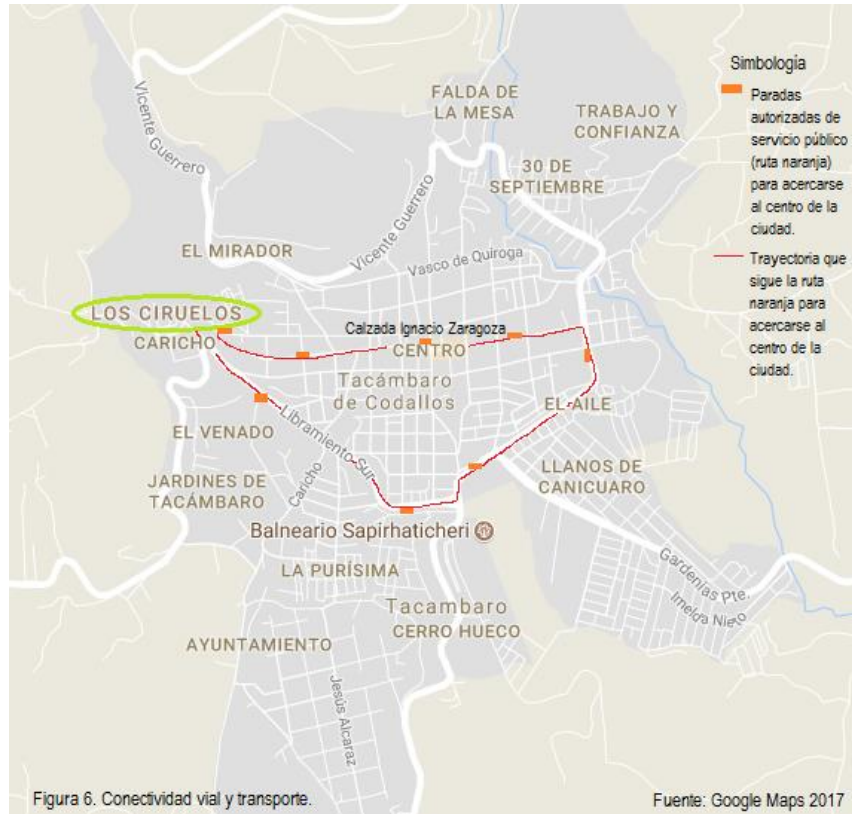 Simbología
Paradas
autorizadas de
servicio público
(ruta naranja)
para acercarse
al centro de la
ciudad.
Trayectoria que
sigue la ruta
naranja para
acercarse al
centro de la
ciudad.
Vicente Guerrero
FALDA DE
LA MESA
TRABAJO Y
CONFIANZA
30 DE
SEPTIEMBRE
Vicente Guerrero
Vasco de Quiroga
EL MIRADOR
LOS CIRUELOS
CARICHO
Calzada Ignacio Zaragoza
CENTRO
Tacámbaro
de Codallos
EL AILE
EL VENADO
Libramiento Sur
Caricho
JARDINES DE
TACÁMBARO
LLANOS DE
CANICUARO
Balneario Sapirhaticheri
LA PURÍSIMA
Gardenias Pte.
Imelda Nieto
Tacambaro
CERRO HUECO
AYUNTAMIENTO
Jesús Alcaraz
Figura 6. Conectividad vial y transporte.
Fuente: Google Maps 2017